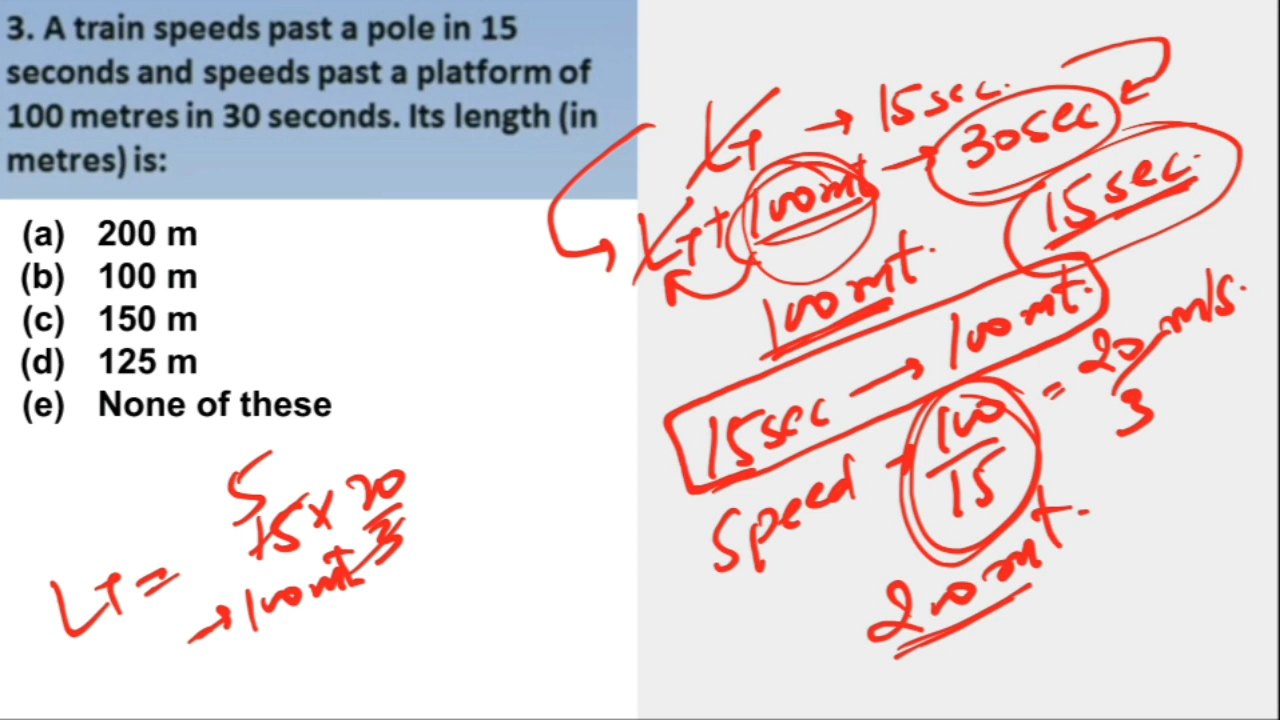 3. A train speeds past a pole in 15
seconds and speeds past a platform of
100 metres in 30 seconds. Its length (in
metres) is:
(a) 200 m
(b) 100 m
(c) 150 m
(d) 125 m
(e) None of these
LT = 15 × 20/3
5
→ 100 mt
LT → 15 sec.
LT + 100 mt → 30 sec
15 sec.
100 mt.
15 sec → 100 mt.
Speed → 100/15 = 20/3 m/s.
200 mt.